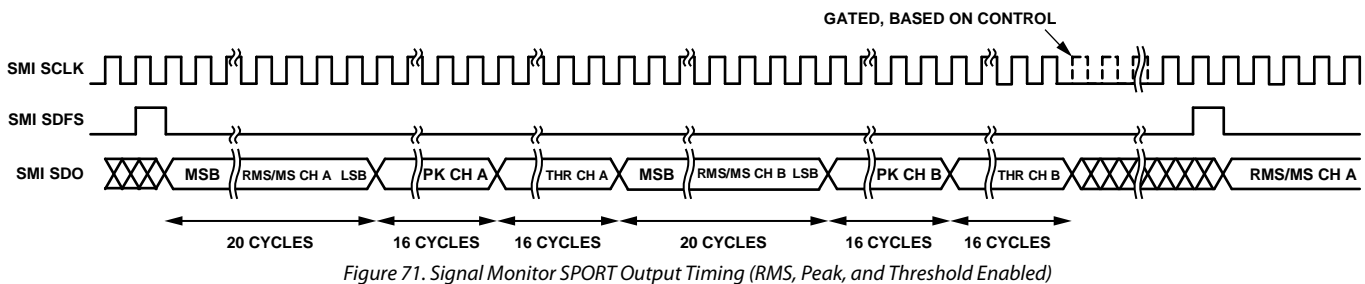 GATED, BASED ON CONTROL
SMI SCLK
SMI SDFS
SMI SDO
MSB RMS/MS CH A LSB PK CH A THR CH A MSB RMS/MS CH B LSB PK CH B THR CH B RMS/MS CH A
20 CYCLES 16 CYCLES 16 CYCLES 20 CYCLES 16 CYCLES 16 CYCLES
Figure 71. Signal Monitor SPORT Output Timing (RMS, Peak, and Threshold Enabled)